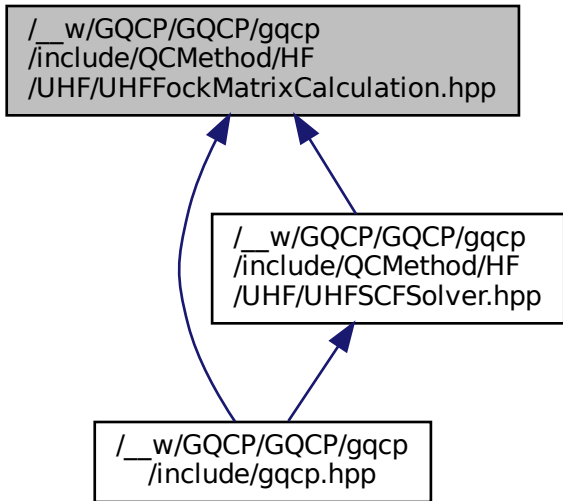 /__w/GQCP/GQCP/gqcp
/include/QCMethod/HF
/UHF/UHFFockMatrixCalculation.hpp
/__w/GQCP/GQCP/gqcp
/include/QCMethod/HF
/UHF/UHFSCFSolver.hpp
/__w/GQCP/GQCP/gqcp
/include/gqcp.hpp